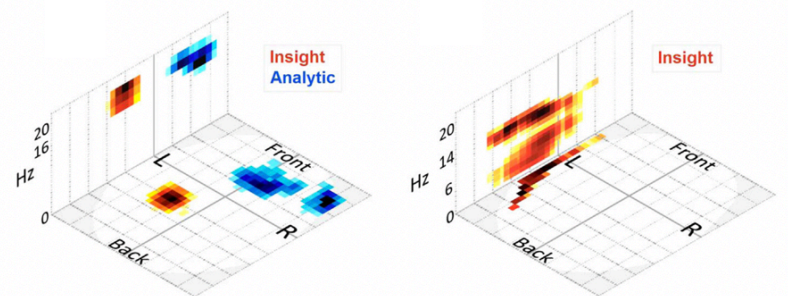 Insight
Analytic
20
16
Hz
0
L
Front
Back
R
Insight
20
14
Hz
6
0
L
Front
Back
R